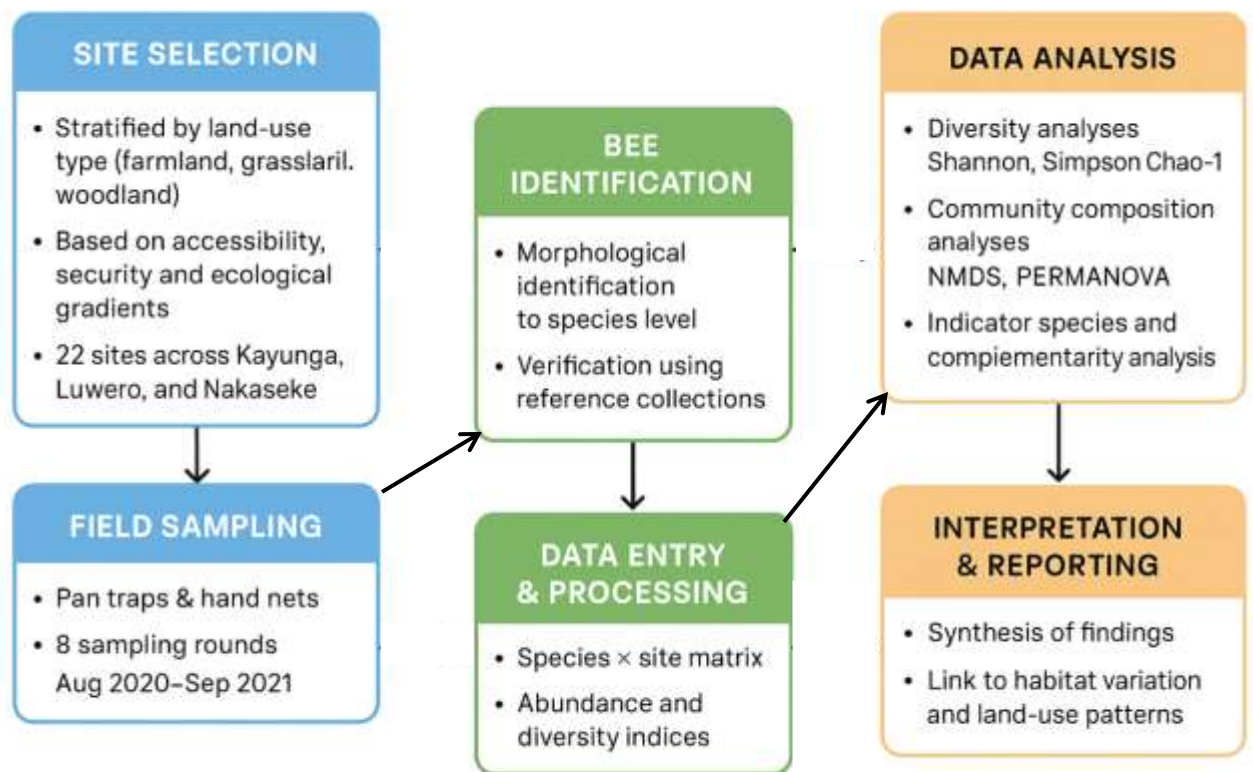 SITE SELECTION
• Stratified by land-use
type (farmland, grasslaril.
woodland)
• Based on accessibility,
security and ecological
gradients
• 22 sites across Kayunga,
Luwero, and Nakaseke
FIELD SAMPLING
• Pan traps & hand nets
• 8 sampling rounds
Aug 2020–Sep 2021
BEE
IDENTIFICATION
• Morphological
identification
to species level
• Verification using
reference collections
DATA ENTRY
& PROCESSING
• Species × site matrix
• Abundance and
diversity indices
DATA ANALYSIS
• Diversity analyses
Shannon, Simpson Chao-1
• Community composition
analyses
NMDS, PERMANOVA
• Indicator species and
complementarity analysis
INTERPRETATION
& REPORTING
• Synthesis of findings
• Link to habitat variation
and land-use patterns